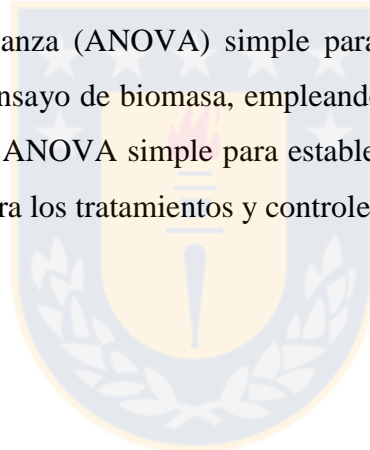 anza (ANOVA) simple para
nsayo de biomasa, empleando
ANOVA simple para estable
ra los tratamientos y controle